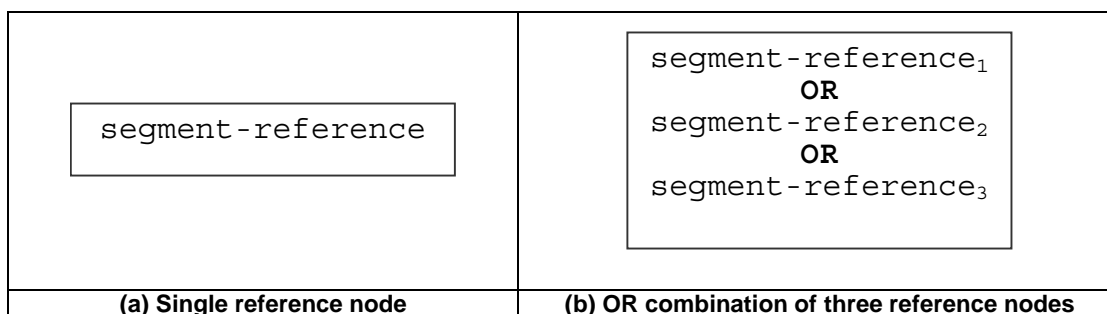 segment-reference
segment-reference₁
OR
segment-reference₂
OR
segment-reference₃
(a) Single reference node
(b) OR combination of three reference nodes